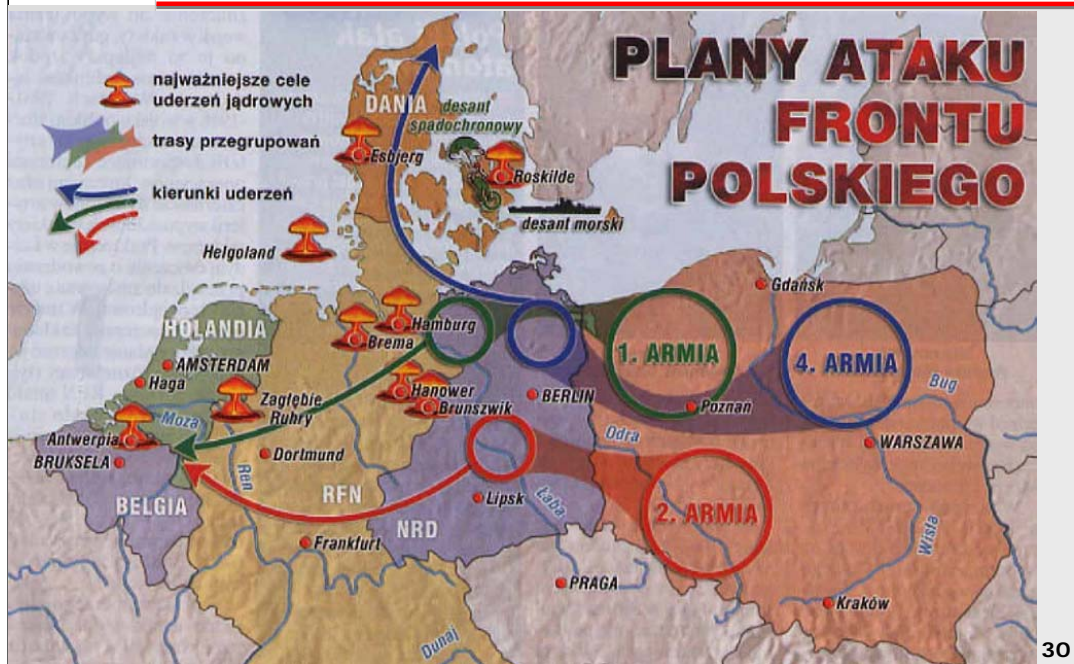 PLANY ATAKU
FRONTU
POLSKIEGO
najważniejsze cele
uderzeń jądrowych
trasy przegrupowań
kierunki uderzeń
DANIA
desant
spadochronowy
Esbjerg
Roskilde
desant morski
Helgoland
Gdańsk
HOLANDIA
Hamburg
Brema
1. ARMIA
4. ARMIA
AMSTERDAM
Haga
Zagłębie
Ruhry
Hanower
Brunszwik
BERLIN
Poznań
Bug
Moza
Antwerpia
BRUKSELA
Ren
Dortmund
Odra
WARSZAWA
BELGIA
RFN
Lipsk
Łaba
NRD
2. ARMIA
Wisła
Frankfurt
PRAGA
Kraków
Dunaj
30